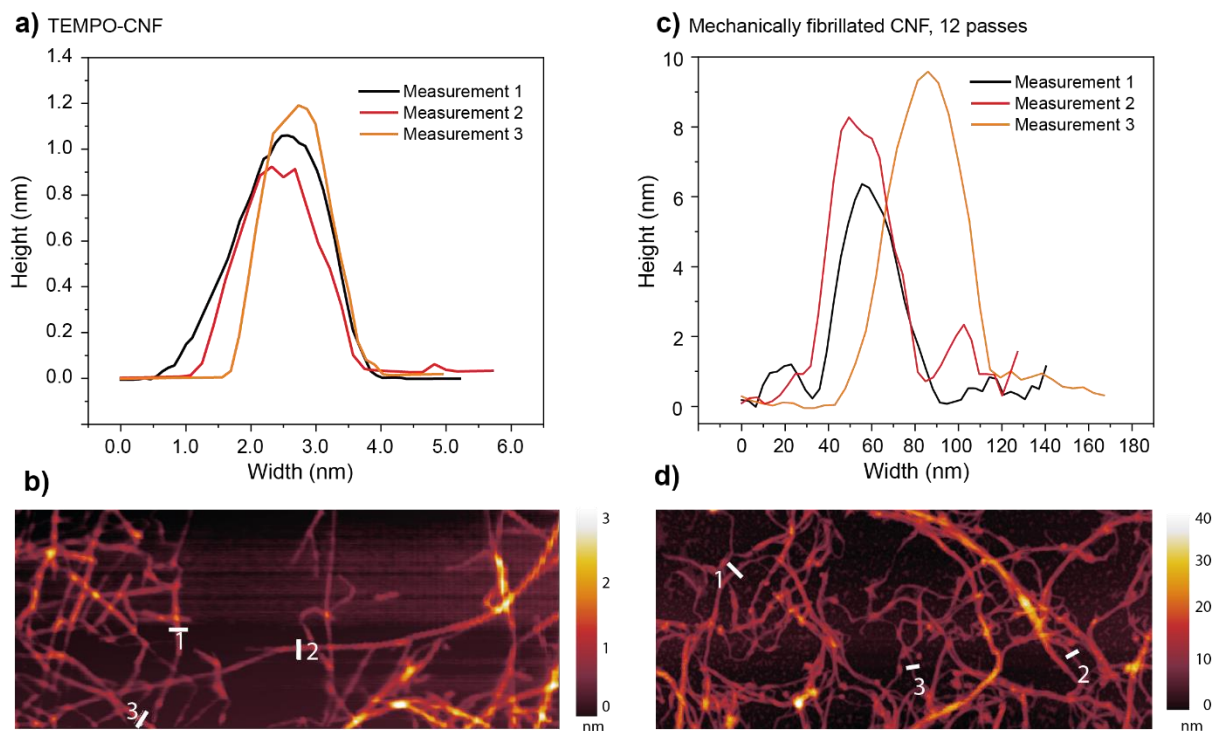 a) TEMPO-CNF
1.4
1.2
1.0
0.8
0.6
0.4
0.2
0.0
Height (nm)
Measurement 1
Measurement 2
Measurement 3
0.0 1.0 2.0 3.0 4.0 5.0 6.0
Width (nm)
c) Mechanically fibrillated CNF, 12 passes
10
8
6
4
2
0
Height (nm)
Measurement 1
Measurement 2
Measurement 3
0 20 40 60 80 100 120 140 160 180
Width (nm)
b)
1
2
3
3
2
1
0
nm
d)
1
2
3
40
30
20
10
0
nm